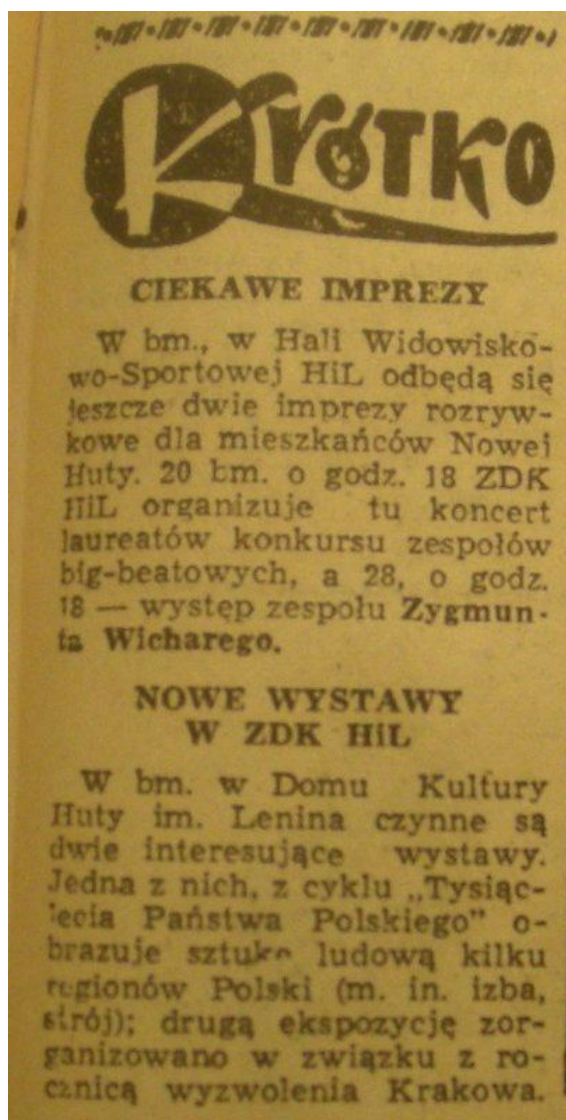 KRÓTKO
CIEKAWE IMPREZY
W bm., w Hali Widowisko-
wo-Sportowej HiL odbędą się
jeszcze dwie imprezy rozryw-
kowe dla mieszkańców Nowej
Huty. 20 bm. o godz. 18 ZDK
HiL organizuje tu koncert
laureatów konkursu zespołów
big-beatowych, a 28, o godz.
18 — występ zespołu Zygmun-
ta Wicharego.
NOWE WYSTAWY
W ZDK HiL
W bm. w Domu Kultury
Huty im. Lenina czynne są
dwie interesujące wystawy.
Jedna z nich, z cyklu „Tysiąc-
lecia Państwa Polskiego” o-
brazuje sztukę ludową kilku
regionów Polski (m. in. izba,
strój); drugą ekspozycję zor-
ganizowano w związku z ro-
cznicą wyzwolenia Krakowa.